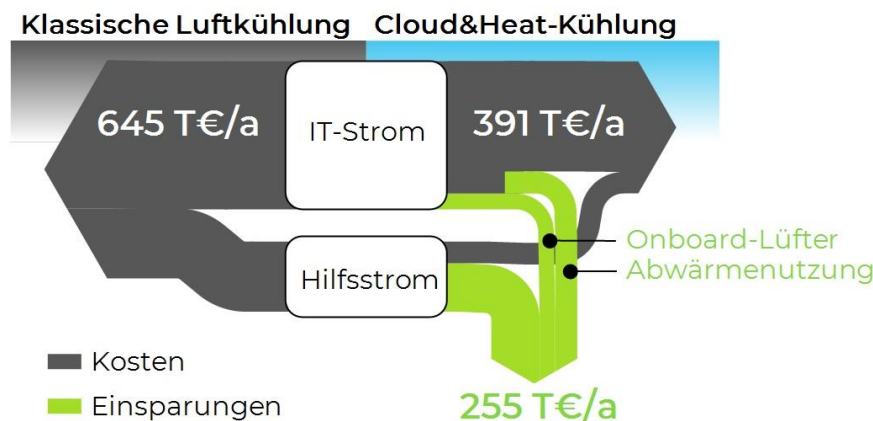 Klassische Luftkühlung
Cloud&Heat-Kühlung
645 T€/a
IT-Strom
391 T€/a
Onboard-Lüfter
Abwärmenutzung
Hilfsstrom
Kosten
Einsparungen
255 T€/a